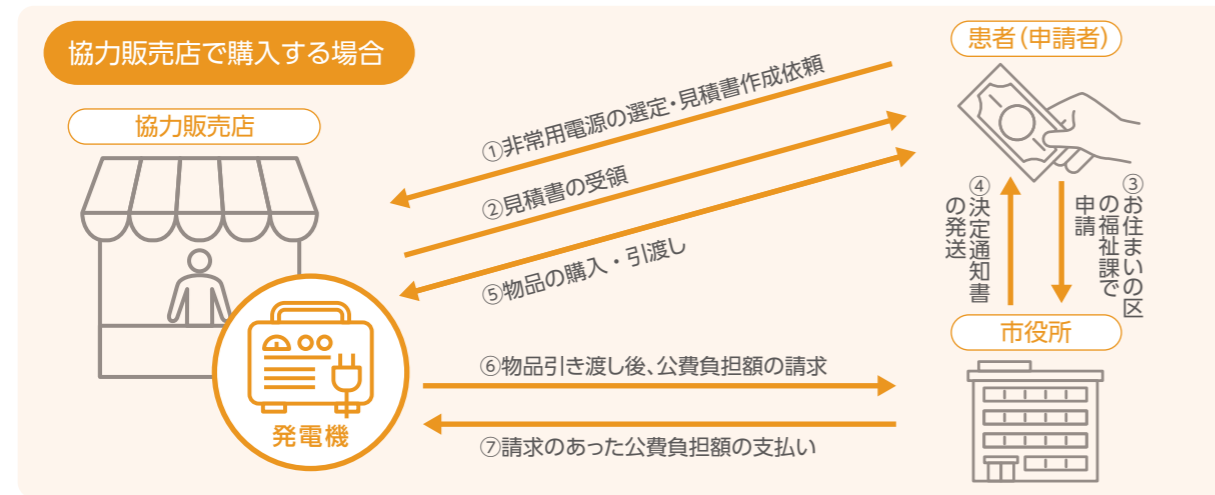 協力販売店で購入する場合
協力販売店
患者(申請者)
①非常用電源の選定・見積書作成依頼
②見積書の受領
③お住まいの区
の福祉課で
申請
④決定通知書
の発送
⑤物品の購入・引渡し
市役所
⑥物品引き渡し後、公費負担額の請求
⑦請求のあった公費負担額の支払い
発電機